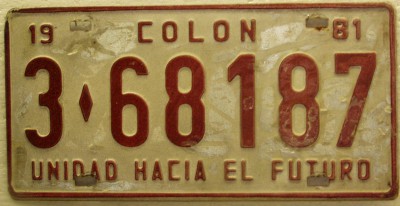 19 COLON 81
3♦68187
UNIDAD HACIA EL FUTURO